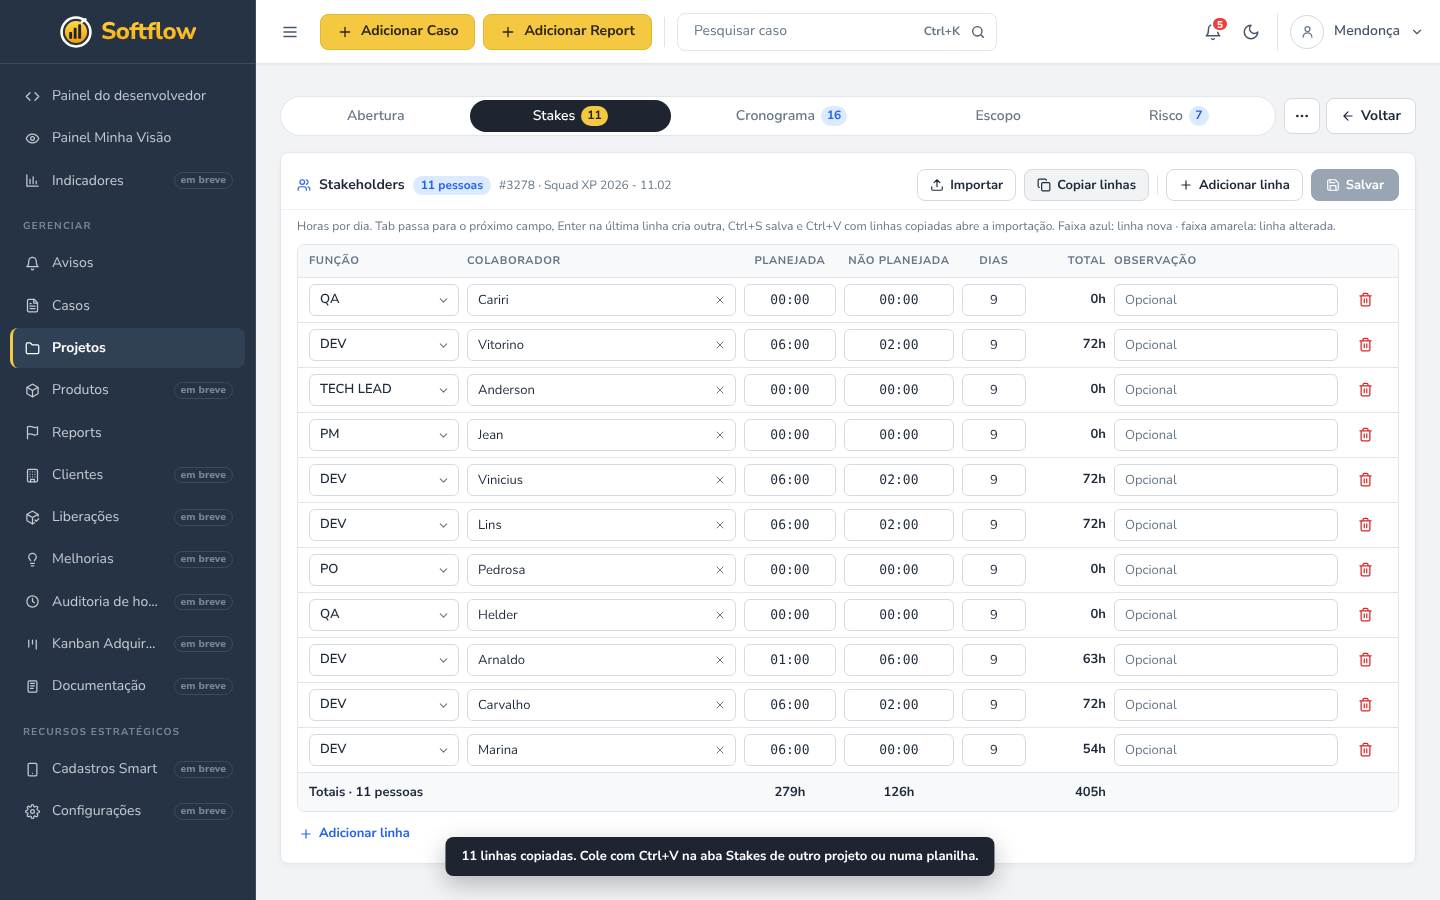 Softflow
Adicionar Caso
Adicionar Report
Pesquisar caso
Ctrl+K
5
Mendonça
Painel do desenvolvedor
Painel Minha Visão
Indicadores em breve
GERENCIAR
Avisos
Casos
Projetos
Produtos em breve
Reports
Clientes em breve
Liberações em breve
Melhorias em breve
Auditoria de ho... em breve
Kanban Adquir... em breve
Documentação em breve
RECURSOS ESTRATÉGICOS
Cadastros Smart em breve
Configurações em breve
Abertura
Stakes 11
Cronograma 16
Escopo
Risco 7
Voltar
Stakeholders 11 pessoas #3278 · Squad XP 2026 - 11.02
Importar
Copiar linhas
Adicionar linha
Salvar
Horas por dia. Tab passa para o próximo campo, Enter na última linha cria outra, Ctrl+S salva e Ctrl+V com linhas copiadas abre a importação. Faixa azul: linha nova · faixa amarela: linha alterada.
FUNÇÃO COLABORADOR PLANEJADA NÃO PLANEJADA DIAS TOTAL OBSERVAÇÃO
QA Cariri 00:00 00:00 9 0h Opcional
DEV Vitorino 06:00 02:00 9 72h Opcional
TECH LEAD Anderson 00:00 00:00 9 0h Opcional
PM Jean 00:00 00:00 9 0h Opcional
DEV Vinicius 06:00 02:00 9 72h Opcional
DEV Lins 06:00 02:00 9 72h Opcional
PO Pedrosa 00:00 00:00 9 0h Opcional
QA Helder 00:00 00:00 9 0h Opcional
DEV Arnaldo 01:00 06:00 9 63h Opcional
DEV Carvalho 06:00 02:00 9 72h Opcional
DEV Marina 06:00 00:00 9 54h Opcional
Totais · 11 pessoas 279h 126h 405h
Adicionar linha
11 linhas copiadas. Cole com Ctrl+V na aba Stakes de outro projeto ou numa planilha.